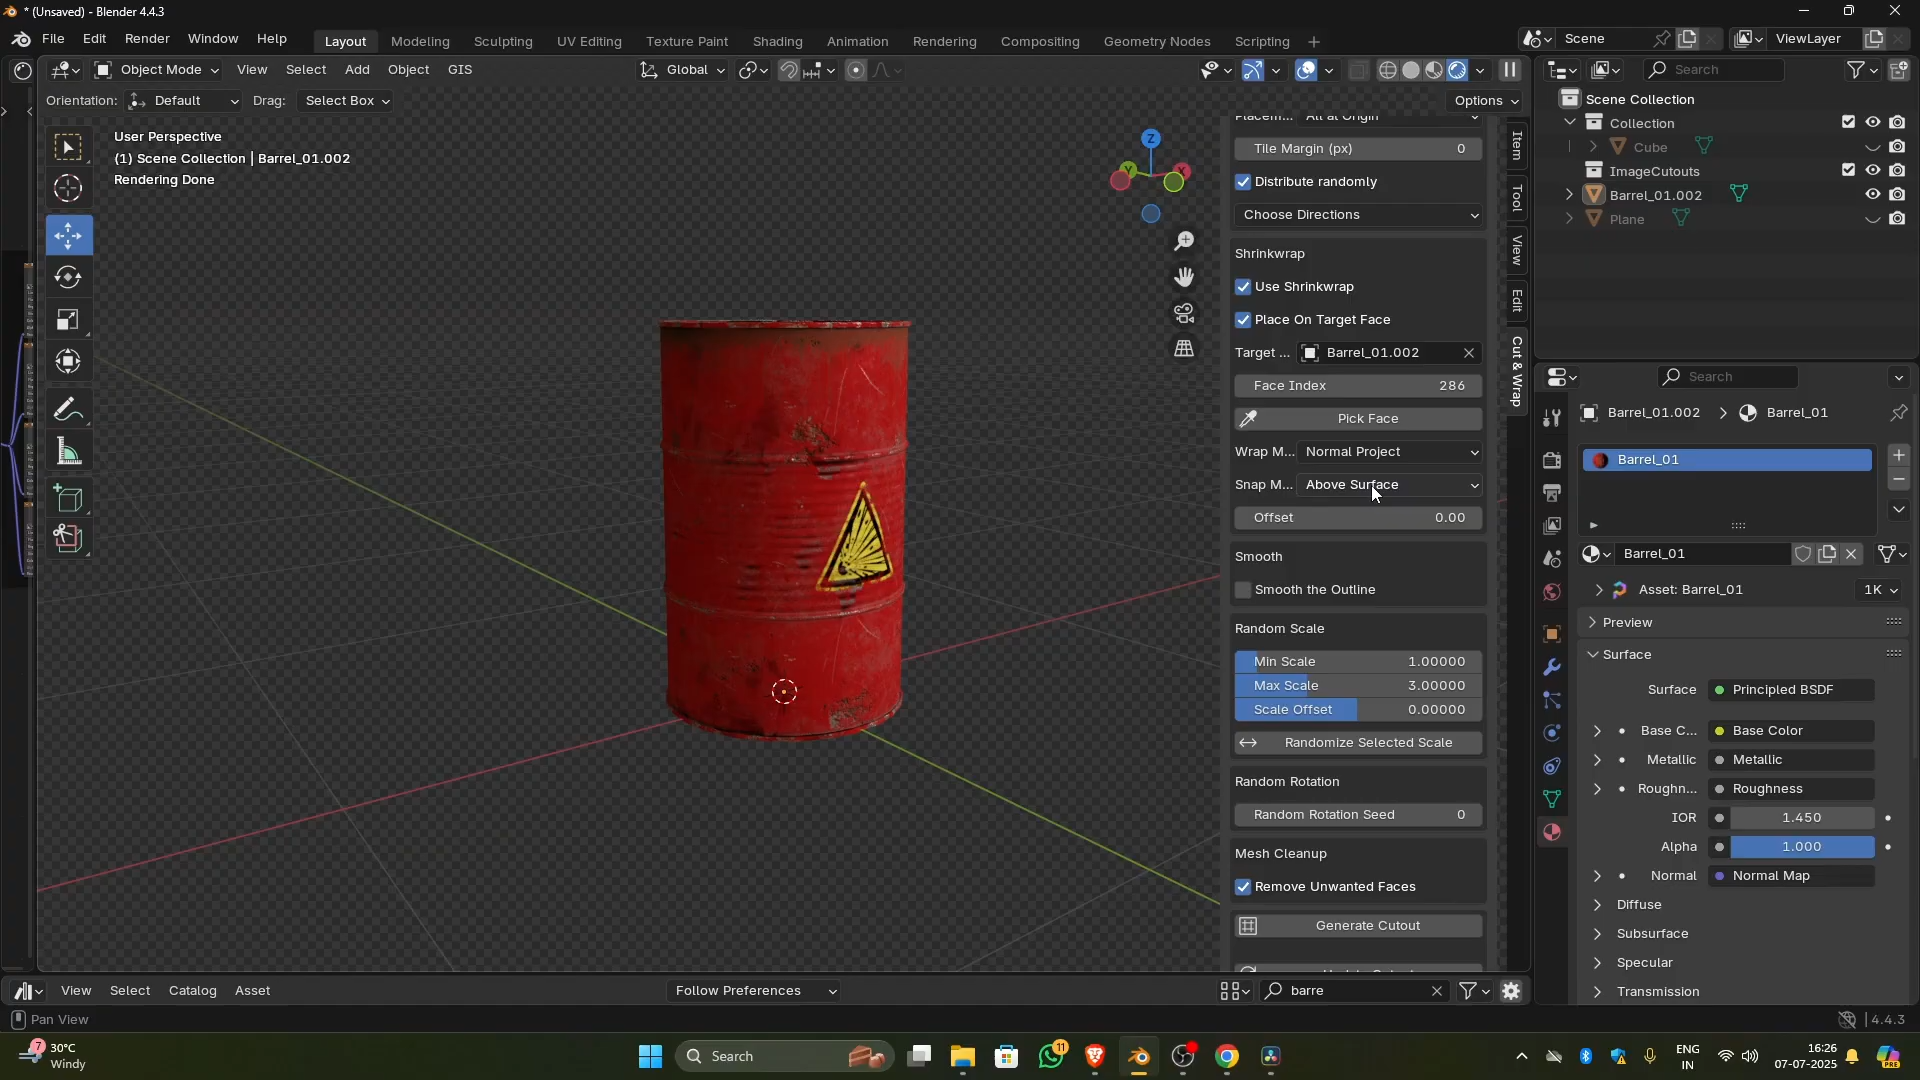 * (Unsaved) - Blender 4.4.3
File Edit Render Window Help
Layout Modeling Sculpting UV Editing Texture Paint Shading Animation Rendering Compositing Geometry Nodes Scripting +
Scene ViewLayer
Object Mode View Select Add Object GIS
Global
Search
Orientation: Default Drag: Select Box
Options
User Perspective
(1) Scene Collection | Barrel_01.002
Rendering Done
Z
Y
X
Item
Tool
View
Edit
Cut & Wrap
Placem... All at Origin
Tile Margin (px) 0
Distribute randomly
Choose Directions
Shrinkwrap
Use Shrinkwrap
Place On Target Face
Target ... Barrel_01.002
Face Index 286
Pick Face
Wrap M... Normal Project
Snap M... Above Surface
Offset 0.00
Smooth
Smooth the Outline
Random Scale
Min Scale 1.00000
Max Scale 3.00000
Scale Offset 0.00000
Randomize Selected Scale
Random Rotation
Random Rotation Seed 0
Mesh Cleanup
Remove Unwanted Faces
Generate Cutout
Scene Collection
Collection
Cube
ImageCutouts
Barrel_01.002
Plane
Search
Barrel_01.002 > Barrel_01
Barrel_01
Barrel_01
Asset: Barrel_01 1K
Preview
Surface
Surface Principled BSDF
Base C... Base Color
Metallic Metallic
Roughn... Roughness
IOR 1.450
Alpha 1.000
Normal Normal Map
Diffuse
Subsurface
Specular
Transmission
View Select Catalog Asset
Follow Preferences
barre
Pan View
4.4.3
7
30°C
Windy
Search
11
ENG
IN
16:26
07-07-2025
PRE